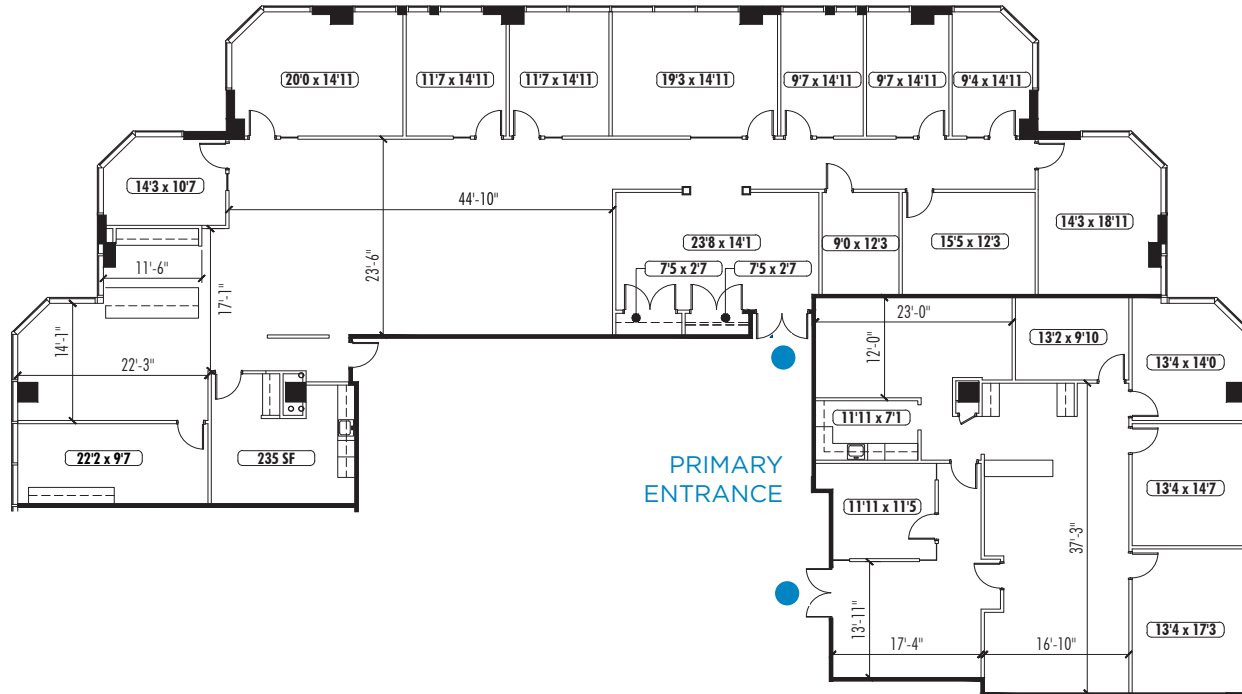 20'0 x 14'11
11'7 x 14'11
11'7 x 14'11
19'3 x 14'11
9'7 x 14'11
9'7 x 14'11
9'4 x 14'11
14'3 x 10'7
44'-10"
23'-6"
23'8 x 14'1
9'0 x 12'3
15'5 x 12'3
14'3 x 18'11
11'-6"
17'-1"
7'5 x 2'7
7'5 x 2'7
14'-1"
22'-3"
23'-0"
12'-0"
13'2 x 9'10
13'4 x 14'0
11'11 x 7'1
22'2 x 9'7
235 SF
PRIMARY
ENTRANCE
11'11 x 11'5
13'4 x 14'7
37'-3"
13'-11"
17'-4"
16'-10"
13'4 x 17'3